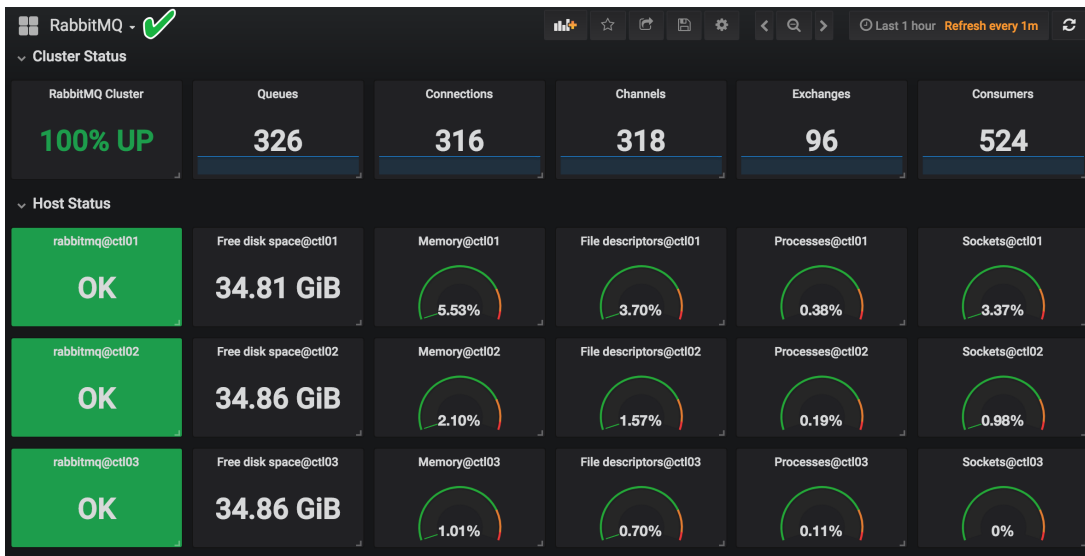 RabbitMQ
Last 1 hour Refresh every 1m
Cluster Status
RabbitMQ Cluster Queues Connections Channels Exchanges Consumers
100% UP 326 316 318 96 524
Host Status
rabbitmq@ctl01 Free disk space@ctl01 Memory@ctl01 File descriptors@ctl01 Processes@ctl01 Sockets@ctl01
OK 34.81 GiB 5.53% 3.70% 0.38% 3.37%
rabbitmq@ctl02 Free disk space@ctl02 Memory@ctl02 File descriptors@ctl02 Processes@ctl02 Sockets@ctl02
OK 34.86 GiB 2.10% 1.57% 0.19% 0.98%
rabbitmq@ctl03 Free disk space@ctl03 Memory@ctl03 File descriptors@ctl03 Processes@ctl03 Sockets@ctl03
OK 34.86 GiB 1.01% 0.70% 0.11% 0%